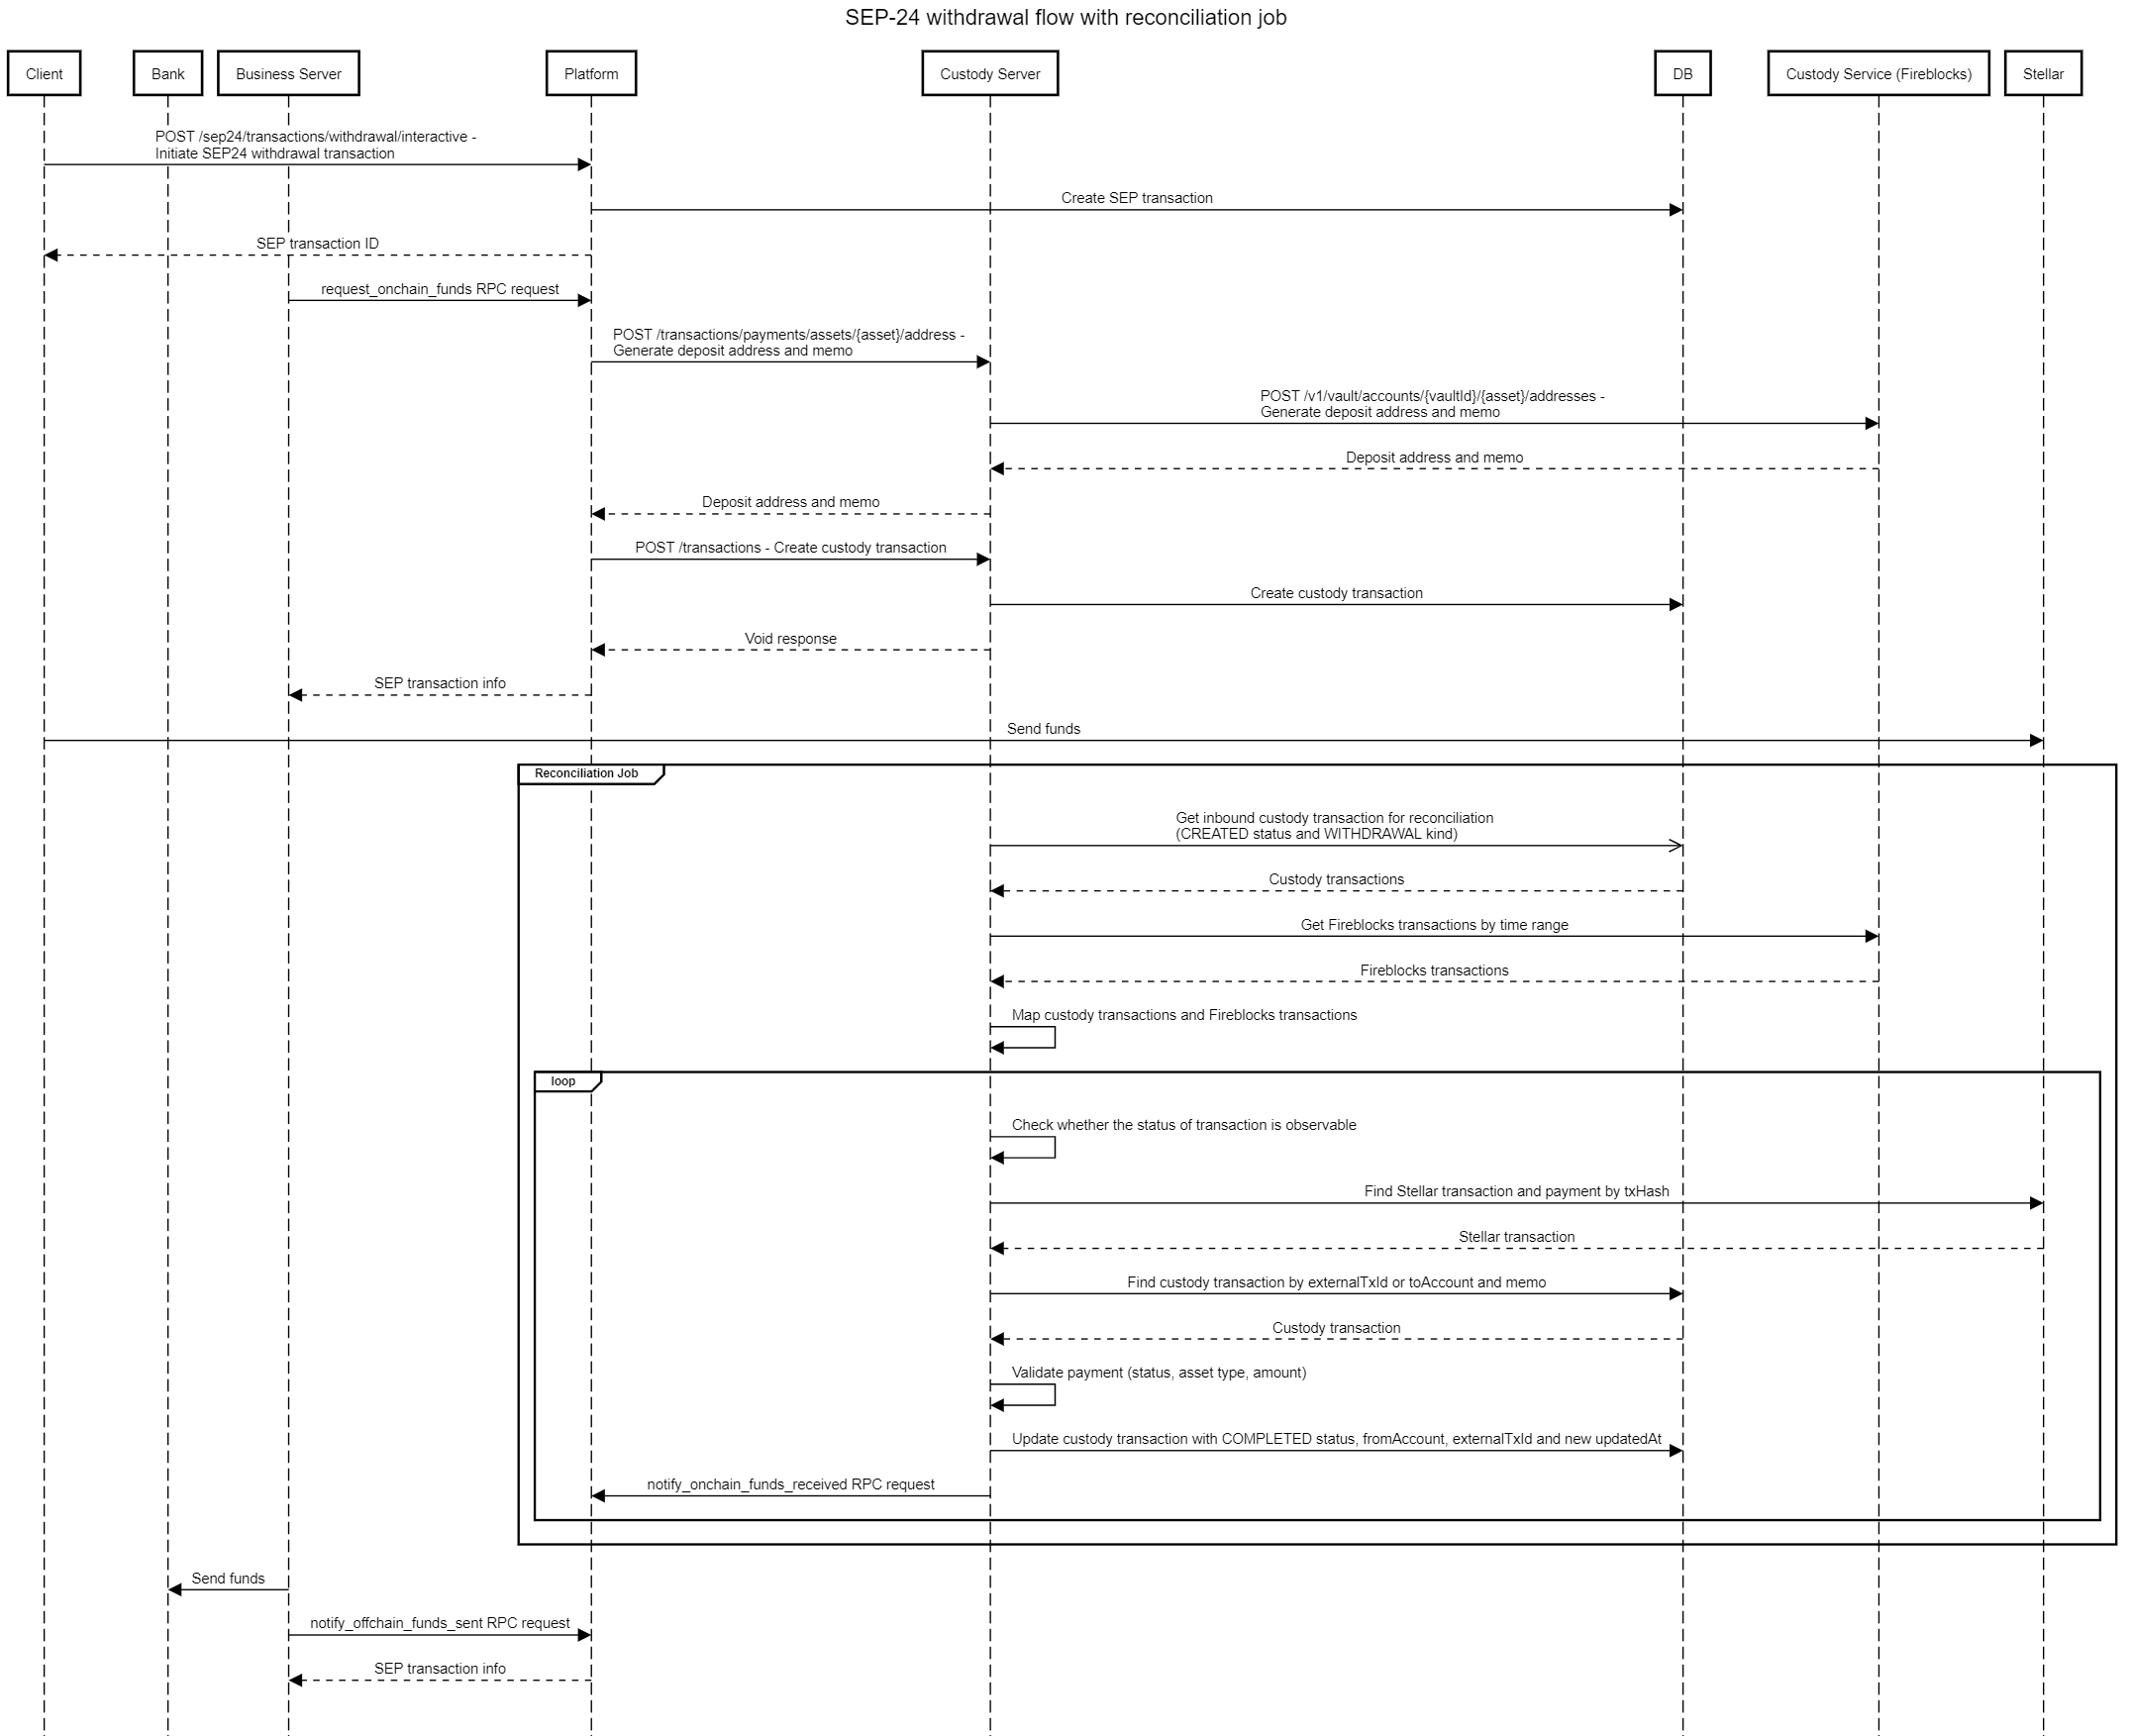 SEP-24 withdrawal flow with reconciliation job
Client
Bank
Business Server
Platform
Custody Server
DB
Custody Service (Fireblocks)
Stellar
POST /sep24/transactions/withdrawal/interactive -
Initiate SEP24 withdrawal transaction
Create SEP transaction
SEP transaction ID
request_onchain_funds RPC request
POST /transactions/payments/assets/{asset}/address -
Generate deposit address and memo
POST /v1/vault/accounts/{vaultId}/{asset}/addresses -
Generate deposit address and memo
Deposit address and memo
Deposit address and memo
POST /transactions - Create custody transaction
Create custody transaction
Void response
SEP transaction info
Send funds
Reconciliation Job
Get inbound custody transaction for reconciliation
(CREATED status and WITHDRAWAL kind)
Custody transactions
Get Fireblocks transactions by time range
Fireblocks transactions
Map custody transactions and Fireblocks transactions
loop
Check whether the status of transaction is observable
Find Stellar transaction and payment by txHash
Stellar transaction
Find custody transaction by externalTxId or toAccount and memo
Custody transaction
Validate payment (status, asset type, amount)
Update custody transaction with COMPLETED status, fromAccount, externalTxId and new updatedAt
notify_onchain_funds_received RPC request
Send funds
notify_offchain_funds_sent RPC request
SEP transaction info